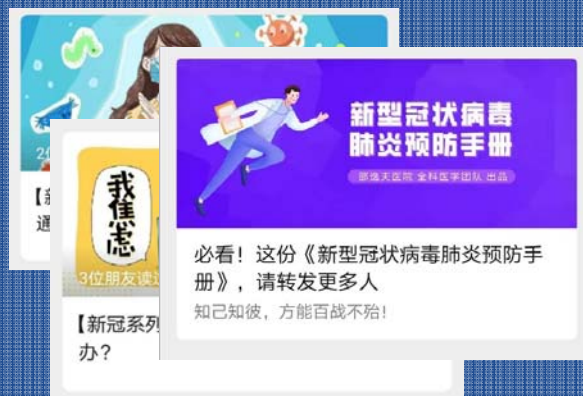 新型冠状病毒
肺炎预防手册
邵逸夫医院 全科医学团队 出品
必看！这份《新型冠状病毒肺炎预防手
册》，请转发更多人
知己知彼，方能百战不殆！
2
【新
通
我焦虑
3位朋友读过
【新冠系列
办？